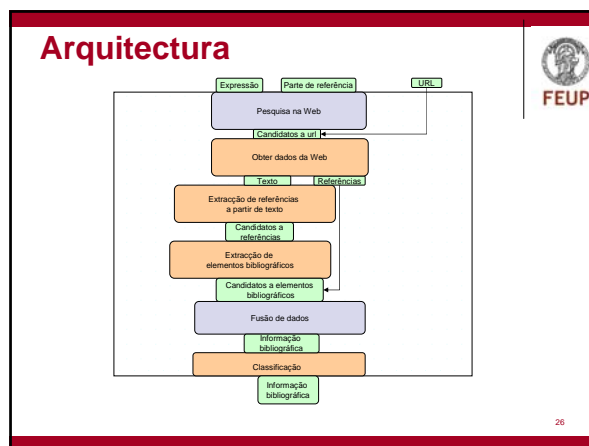 Arquitectura
FEUP
Expressão
Parte de referência
URL
Pesquisa na Web
Candidatos a url
Obter dados da Web
Texto
Referências
Extracção de referências
a partir de texto
Candidatos a
referências
Extracção de
elementos bibliográficos
Candidatos a elementos
bibliográficos
Fusão de dados
Informação
bibliográfica
Classificação
Informação
bibliográfica
26